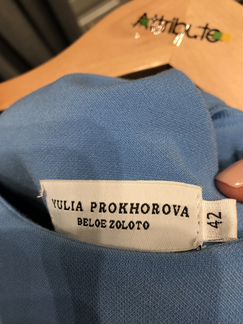 Attribute
YULIA PROKHOROVA
BELOE ZOLOTO
42